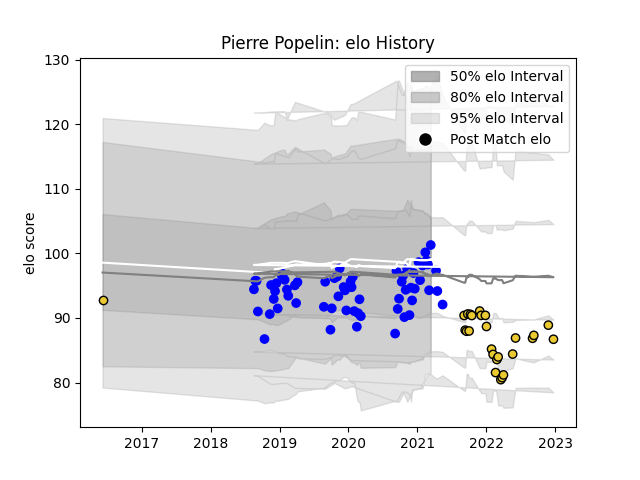 Pierre Popelin: elo History
130
120
110
100
90
80
elo score
50% elo Interval
80% elo Interval
95% elo Interval
Post Match elo
2017
2018
2019
2020
2021
2022
2023